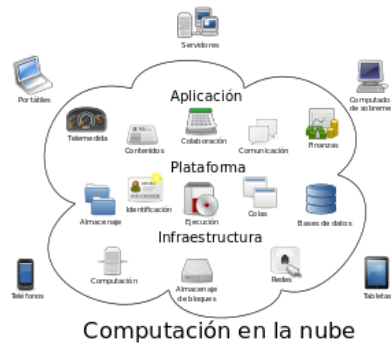 Servidores
Portátiles
Aplicación
Computador
de sobreme
Telemedida
Contenidos
Colaboración
Comunicación
Finanzas
Plataforma
Almacenaje
Identificación
Ejecución
Colas
Bases de datos
Infraestructura
Teléfonos
Computación
Almacenaje
de bloques
Redes
Tabletas
Computación en la nube